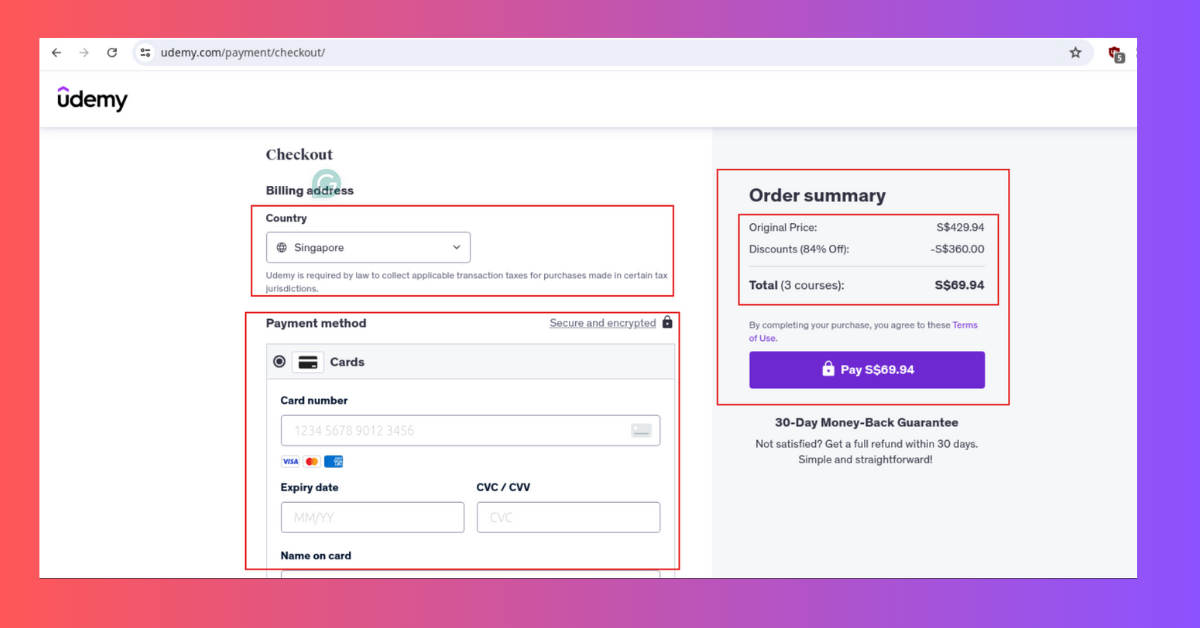 udemy.com/payment/checkout/
5
ûdemy
Checkout
Billing address
Country
Singapore
Udemy is required by law to collect applicable transaction taxes for purchases made in certain tax
jurisdictions.
Payment method
Secure and encrypted
Cards
Card number
1234 5678 9012 3456
VISA
Expiry date
CVC / CVV
MM/YY
CVC
Name on card
Order summary
Original Price: S$429.94
Discounts (84% Off): -S$360.00
Total (3 courses): S$69.94
By completing your purchase, you agree to these Terms
of Use.
Pay S$69.94
30-Day Money-Back Guarantee
Not satisfied? Get a full refund within 30 days.
Simple and straightforward!